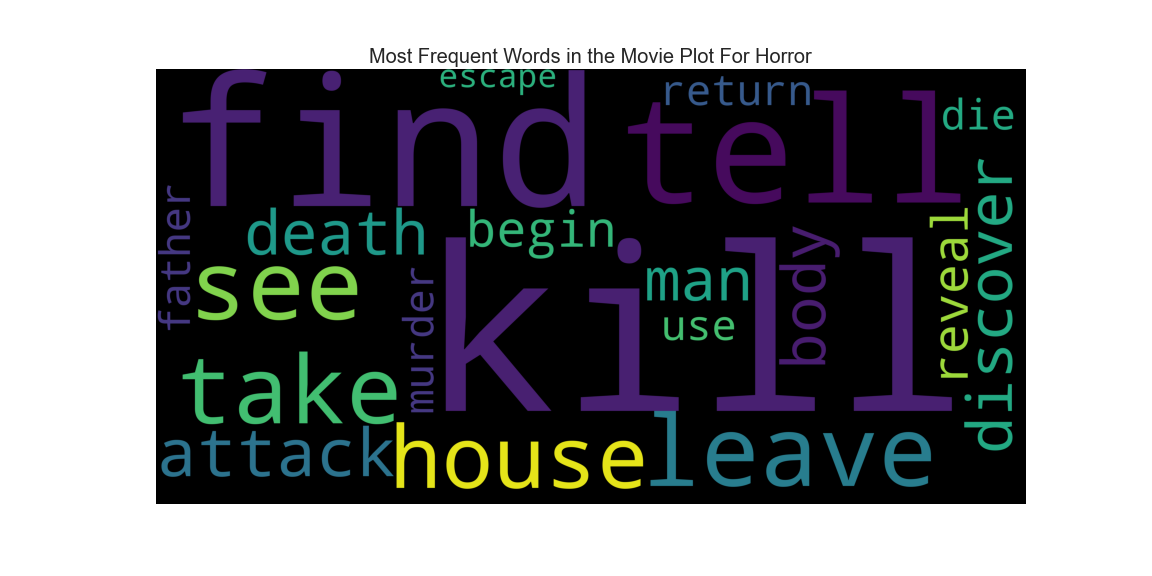 Most Frequent Words in the Movie Plot For Horror
escape
return
find
tell
die
father
death
begin
see
murder
kill
man
use
body
reveal
discover
take
attack
house
leave